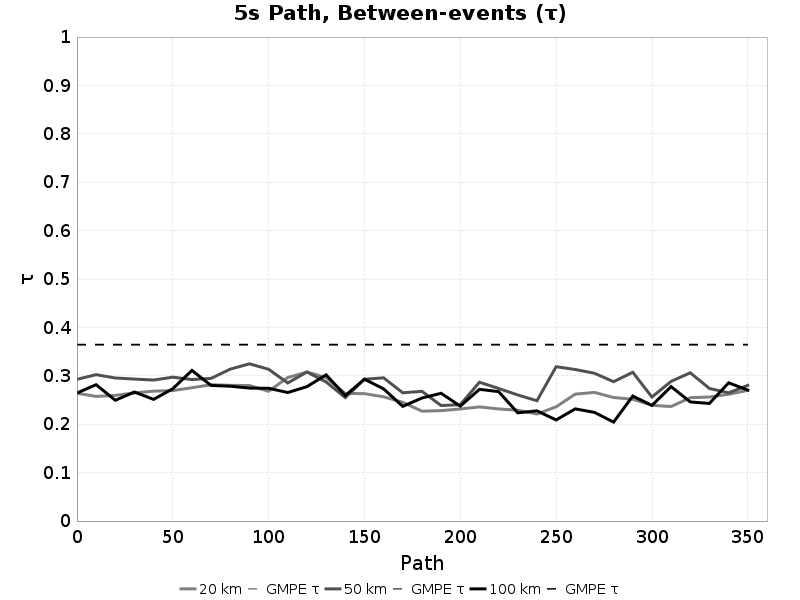 5s Path, Between-events (τ)
1
0.9
0.8
0.7
0.6
0.5
0.4
0.3
0.2
0.1
0
τ
0 50 100 150 200 250 300 350
Path
20 km GMPE τ 50 km GMPE τ 100 km GMPE τ